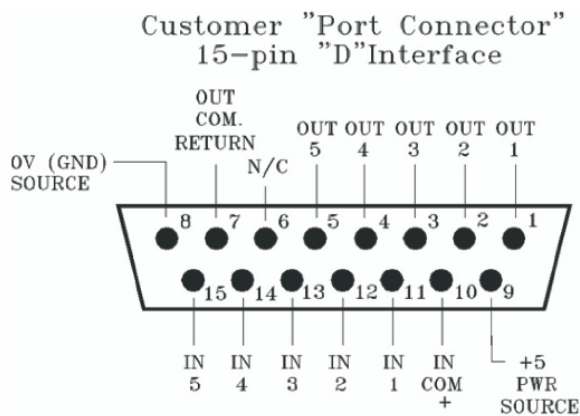 Customer "Port Connector"
15-pin "D"Interface
OUT
COM.
RETURN
OUT OUT OUT OUT OUT
5 4 3 2 1
0V (GND)
SOURCE
N/C
8 7 6 5 4 3 2 1
15 14 13 12 11 10 9
IN IN IN IN IN IN +5
5 4 3 2 1 COM PWR
+ SOURCE